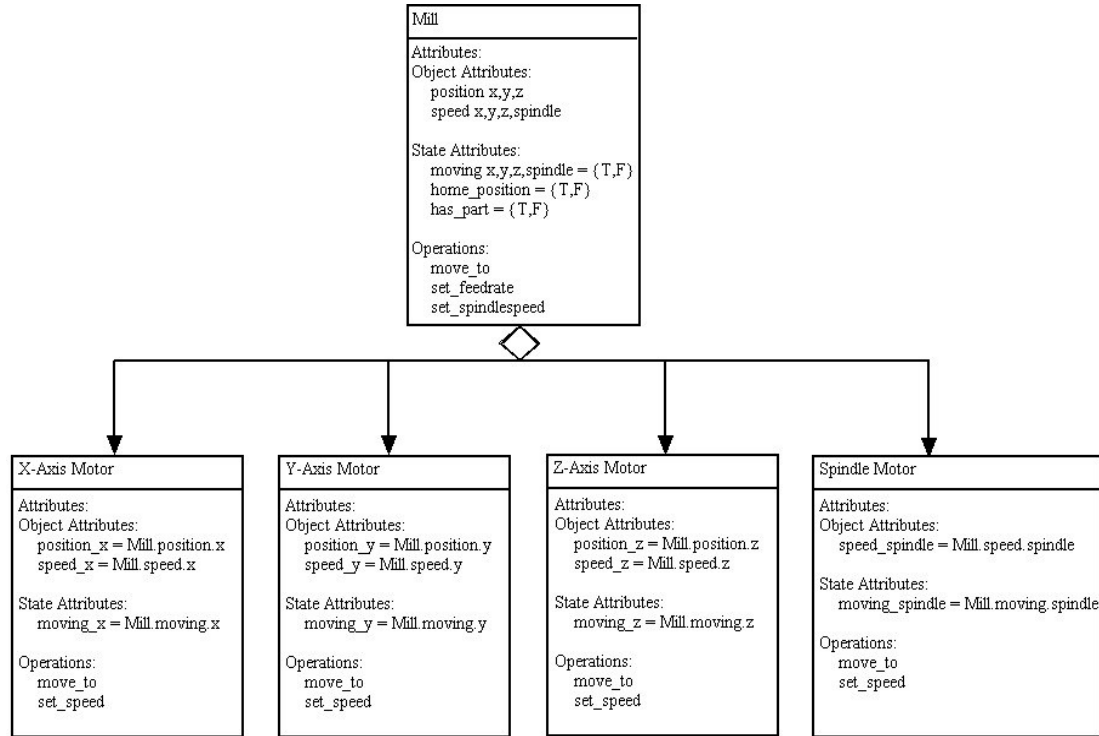 Mill
Attributes:
Object Attributes:
position x,y,z
speed x,y,z,spindle
State Attributes:
moving x,y,z,spindle = {T,F}
home_position = {T,F}
has_part = {T,F}
Operations:
move_to
set_feedrate
set_spindlespeed
X-Axis Motor
Attributes:
Object Attributes:
position_x = Mill.position.x
speed_x = Mill.speed.x
State Attributes:
moving_x = Mill.moving.x
Operations:
move_to
set_speed
Y-Axis Motor
Attributes:
Object Attributes:
position_y = Mill.position.y
speed_y = Mill.speed.y
State Attributes:
moving_y = Mill.moving.y
Operations:
move_to
set_speed
Z-Axis Motor
Attributes:
Object Attributes:
position_z = Mill.position.z
speed_z = Mill.speed.z
State Attributes:
moving_z = Mill.moving.z
Operations:
move_to
set_speed
Spindle Motor
Attributes:
Object Attributes:
speed_spindle = Mill.speed.spindle
State Attributes:
moving_spindle = Mill.moving.spindle
Operations:
move_to
set_speed